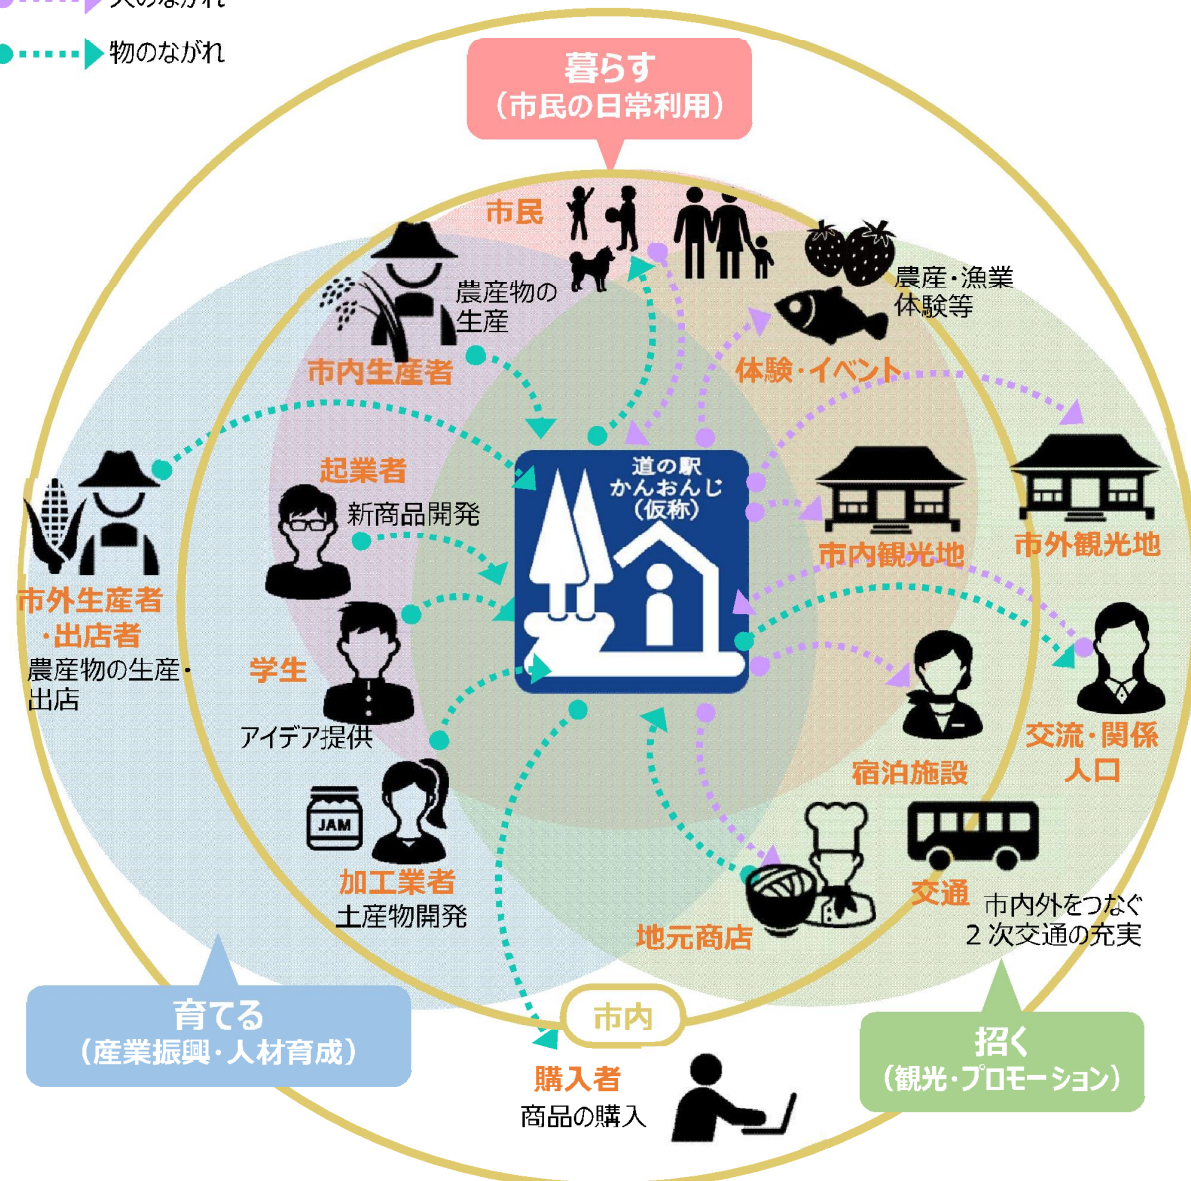 人のながれ
物のながれ
暮らす
（市民の日常利用）
市民
農産物の
生産
市内生産者
農産・漁業
体験等
体験・イベント
道の駅
かんおんじ
（仮称）
起業者
新商品開発
市内観光地
市外観光地
市外生産者
・出店者
農産物の生産・
出店
学生
アイデア提供
交流・関係
人口
宿泊施設
JAM
加工業者
土産物開発
地元商店
交通
市内外をつなぐ
２次交通の充実
育てる
（産業振興・人材育成）
市内
招く
（観光・プロモーション）
購入者
商品の購入